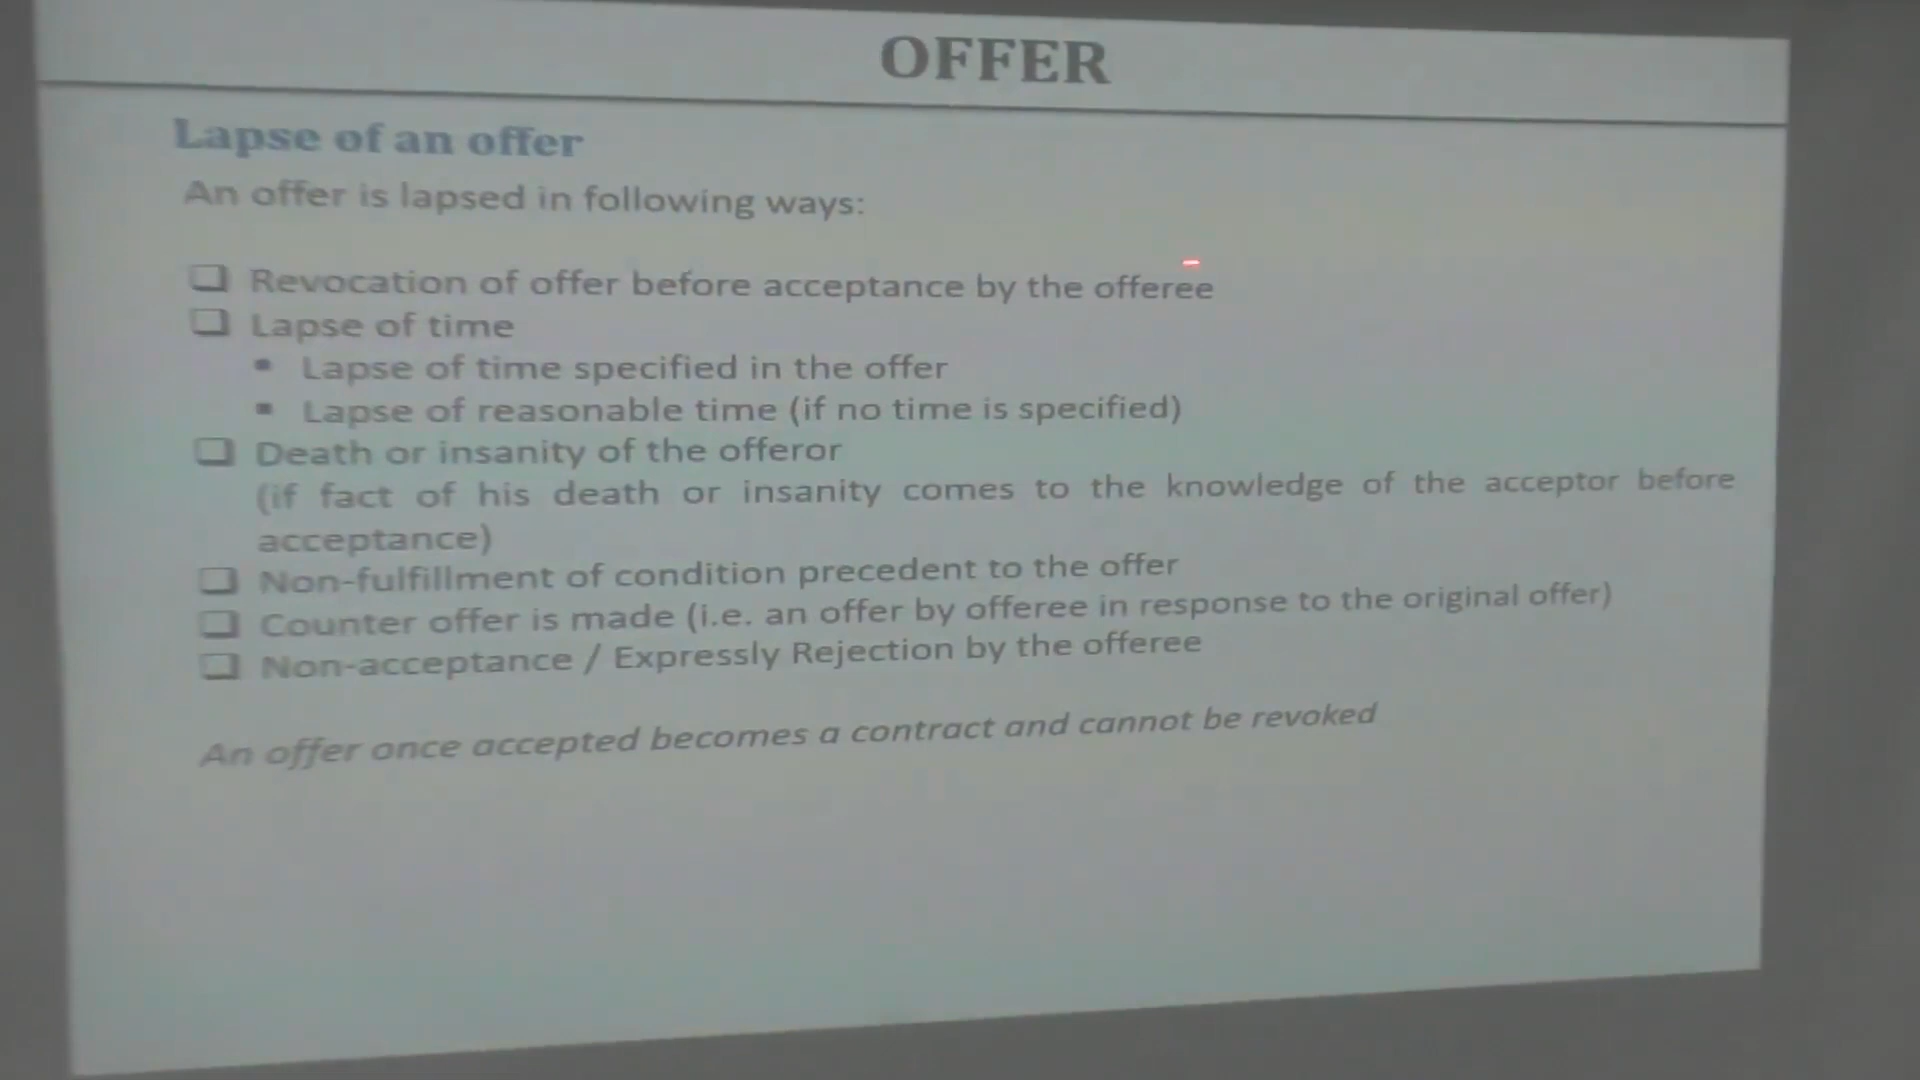 OFFER
Lapse of an offer
An offer is lapsed in following ways:
❑ Revocation of offer before acceptance by the offeree
❑ Lapse of time
▪ Lapse of time specified in the offer
▪ Lapse of reasonable time (if no time is specified)
❑ Death or insanity of the offeror
(if fact of his death or insanity comes to the knowledge of the acceptor before
acceptance)
❑ Non-fulfillment of condition precedent to the offer
❑ Counter offer is made (i.e. an offer by offeree in response to the original offer)
❑ Non-acceptance / Expressly Rejection by the offeree
An offer once accepted becomes a contract and cannot be revoked